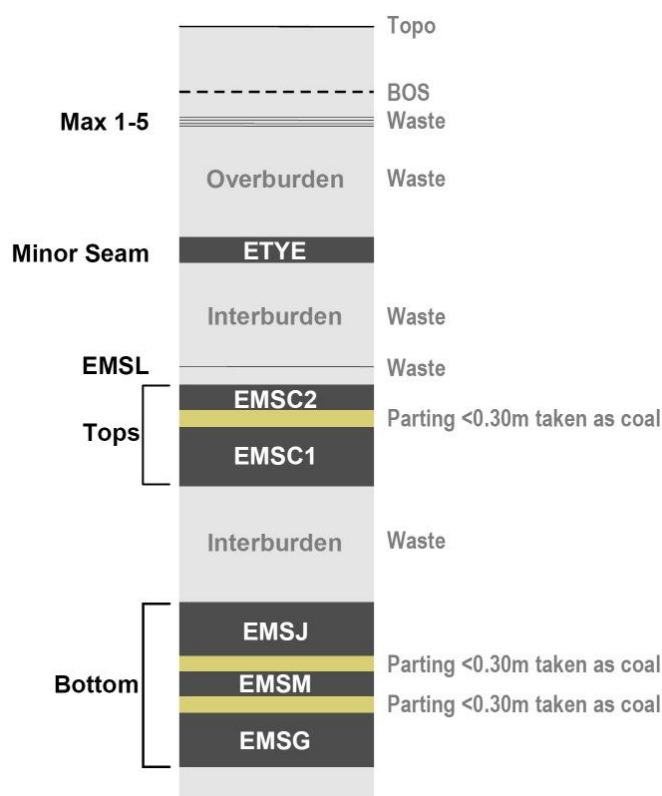 Topo
BOS
Max 1-5
Waste
Overburden
Waste
Minor Seam
ETYE
Interburden
Waste
EMSL
Waste
EMSC2
Parting <0.30m taken as coal
Tops
EMSC1
Interburden
Waste
EMSJ
Parting <0.30m taken as coal
Bottom
EMSM
Parting <0.30m taken as coal
EMSG